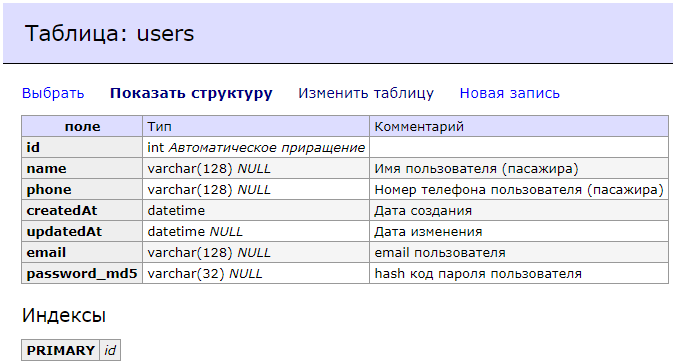 Таблица: users
Выбрать Показать структуру Изменить таблицу Новая запись
поле Тип Комментарий
id int Автоматическое приращение
name varchar(128) NULL Имя пользователя (пасажира)
phone varchar(128) NULL Номер телефона пользователя (пасажира)
createdAt datetime Дата создания
updatedAt datetime NULL Дата изменения
email varchar(128) NULL email пользователя
password_md5 varchar(32) NULL hash код пароля пользователя
Индексы
PRIMARY id